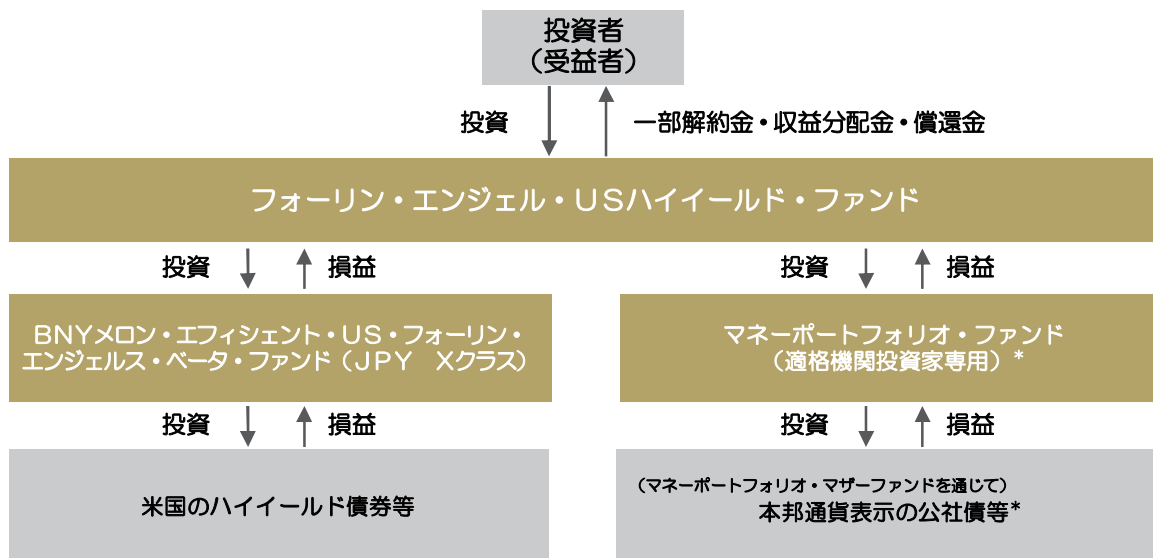 投資者
（受益者）
投資
一部解約金・収益分配金・償還金
フォーリン・エンジェル・ＵＳハイイールド・ファンド
投資
損益
投資
損益
ＢＮＹメロン・エフィシェント・ＵＳ・フォーリン・
エンジェルス・ベータ・ファンド（ＪＰＹ　Ｘクラス）
マネーポートフォリオ・ファンド
（適格機関投資家専用）*
投資
損益
投資
損益
米国のハイイールド債券等
（マネーポートフォリオ・マザーファンドを通じて）
本邦通貨表示の公社債等*